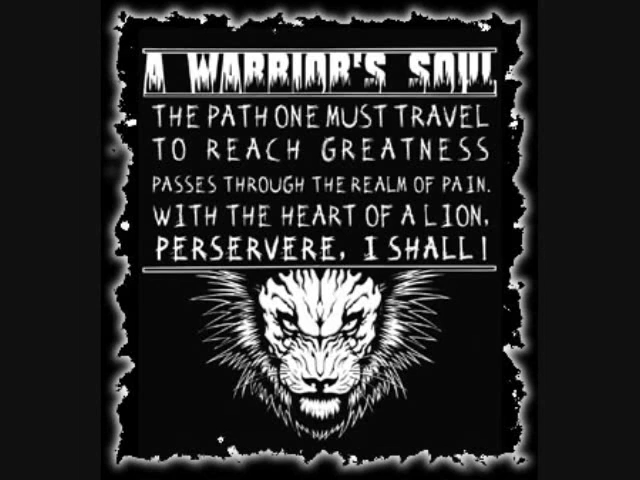 A WARRIOR'S SOUL
THE PATH ONE MUST TRAVEL
TO REACH GREATNESS
PASSES THROUGH THE REALM OF PAIN.
WITH THE HEART OF A LION,
PERSERVERE, I SHALL!